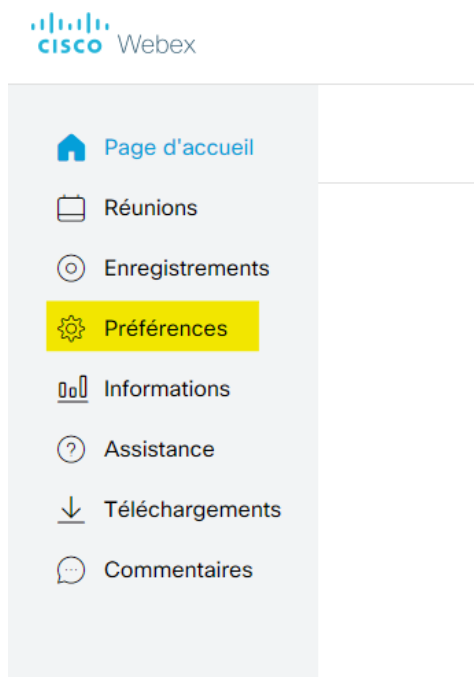 cisco Webex
Page d'accueil
Réunions
Enregistrements
Préférences
Informations
Assistance
Téléchargements
Commentaires